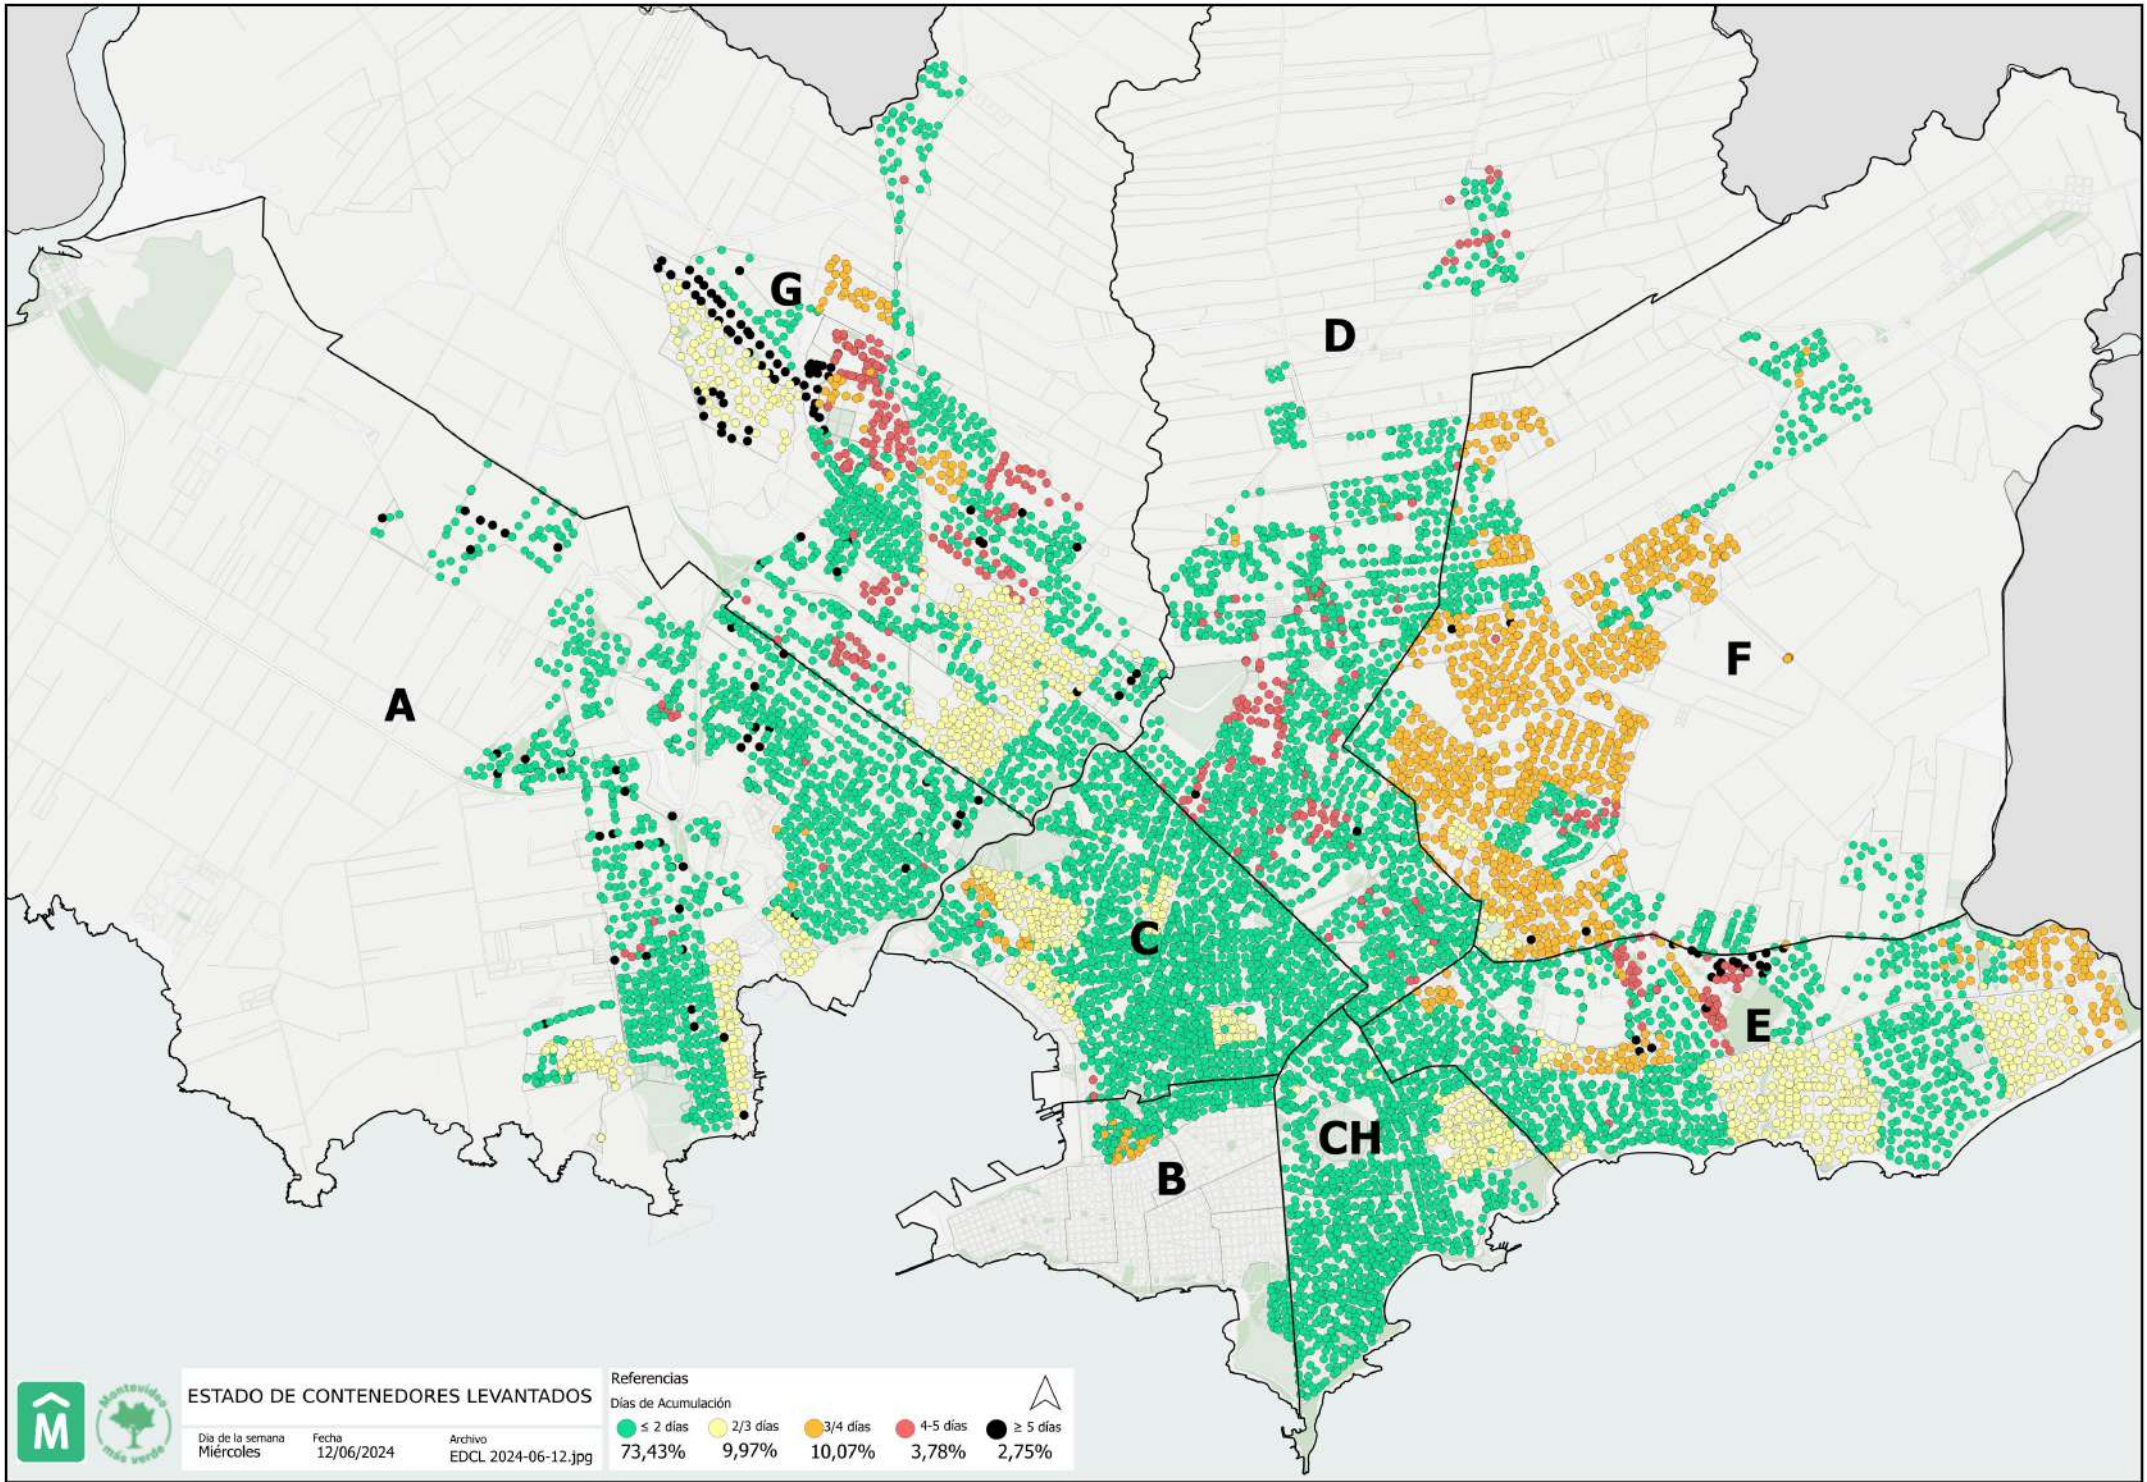 G
D
F
A
C
E
CH
B
M
Montevideo
más verde
ESTADO DE CONTENEDORES LEVANTADOS
Día de la semana
Miércoles
Fecha
12/06/2024
Archivo
EDCL 2024-06-12.jpg
Referencias
Días de Acumulación
≤ 2 días
2/3 días
3/4 días
4-5 días
≥ 5 días
73,43%
9,97%
10,07%
3,78%
2,75%